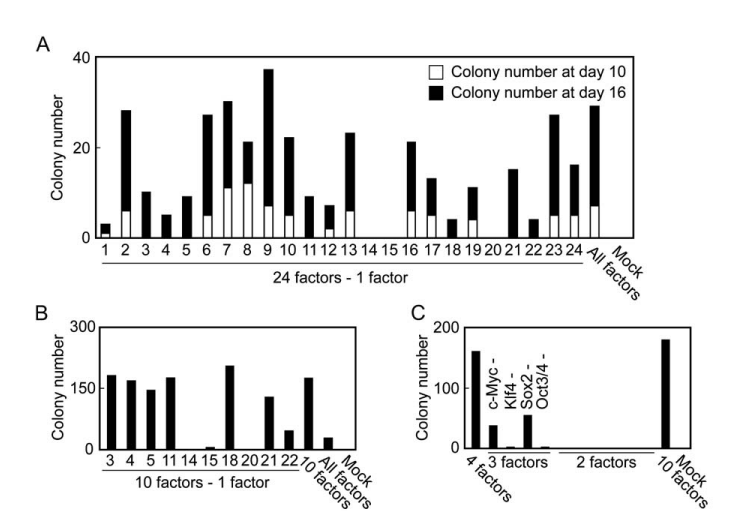 A
40
20
0
Colony number
Colony number at day 10
Colony number at day 16
1 2 3 4 5 6 7 8 9 10 11 12 13 14 15 16 17 18 19 20 21 22 23 24 All factors Mock
24 factors - 1 factor
B
300
150
0
Colony number
3 4 5 11 14 15 18 20 21 22 10 factors All factors Mock
10 factors - 1 factor
C
200
100
0
Colony number
c-Myc -
Klf4 -
Sox2 -
Oct3/4 -
4 factors 3 factors 2 factors 10 factors Mock